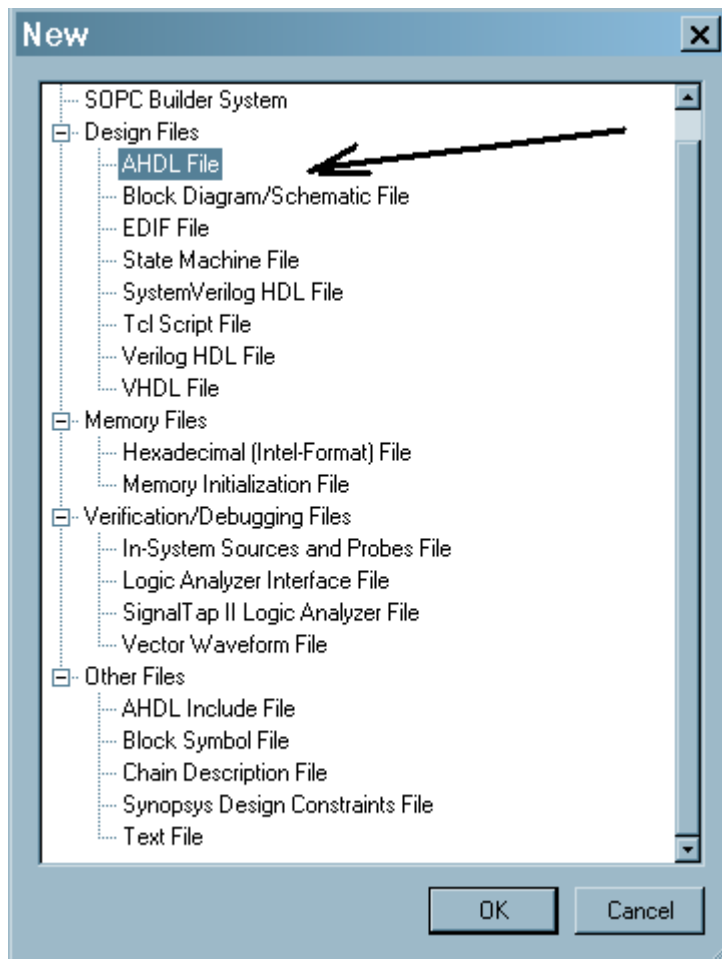 New
SOPC Builder System
Design Files
AHDL File
Block Diagram/Schematic File
EDIF File
State Machine File
SystemVerilog HDL File
Tcl Script File
Verilog HDL File
VHDL File
Memory Files
Hexadecimal (Intel-Format) File
Memory Initialization File
Verification/Debugging Files
In-System Sources and Probes File
Logic Analyzer Interface File
SignalTap II Logic Analyzer File
Vector Waveform File
Other Files
AHDL Include File
Block Symbol File
Chain Description File
Synopsys Design Constraints File
Text File
OK Cancel